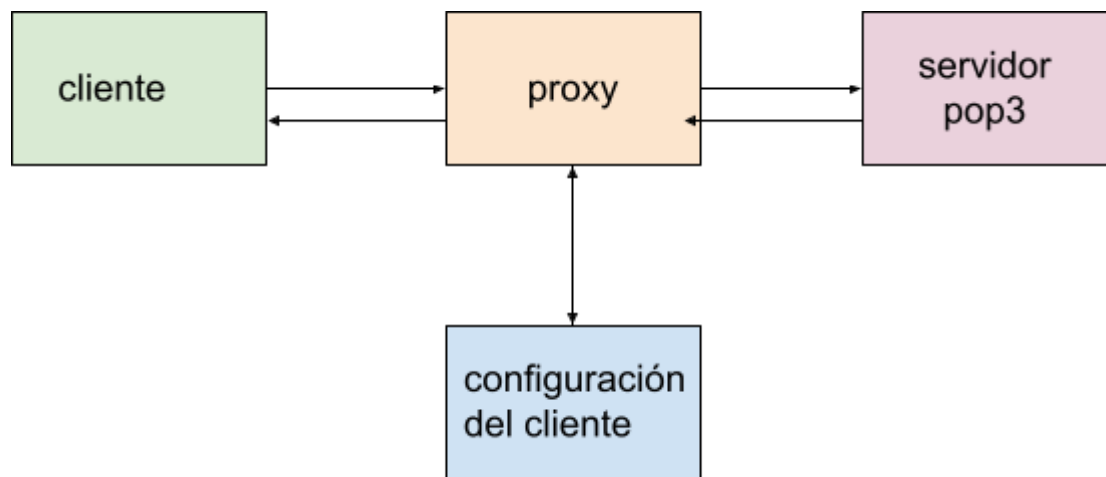 cliente
proxy
servidor
pop3
configuración
del cliente